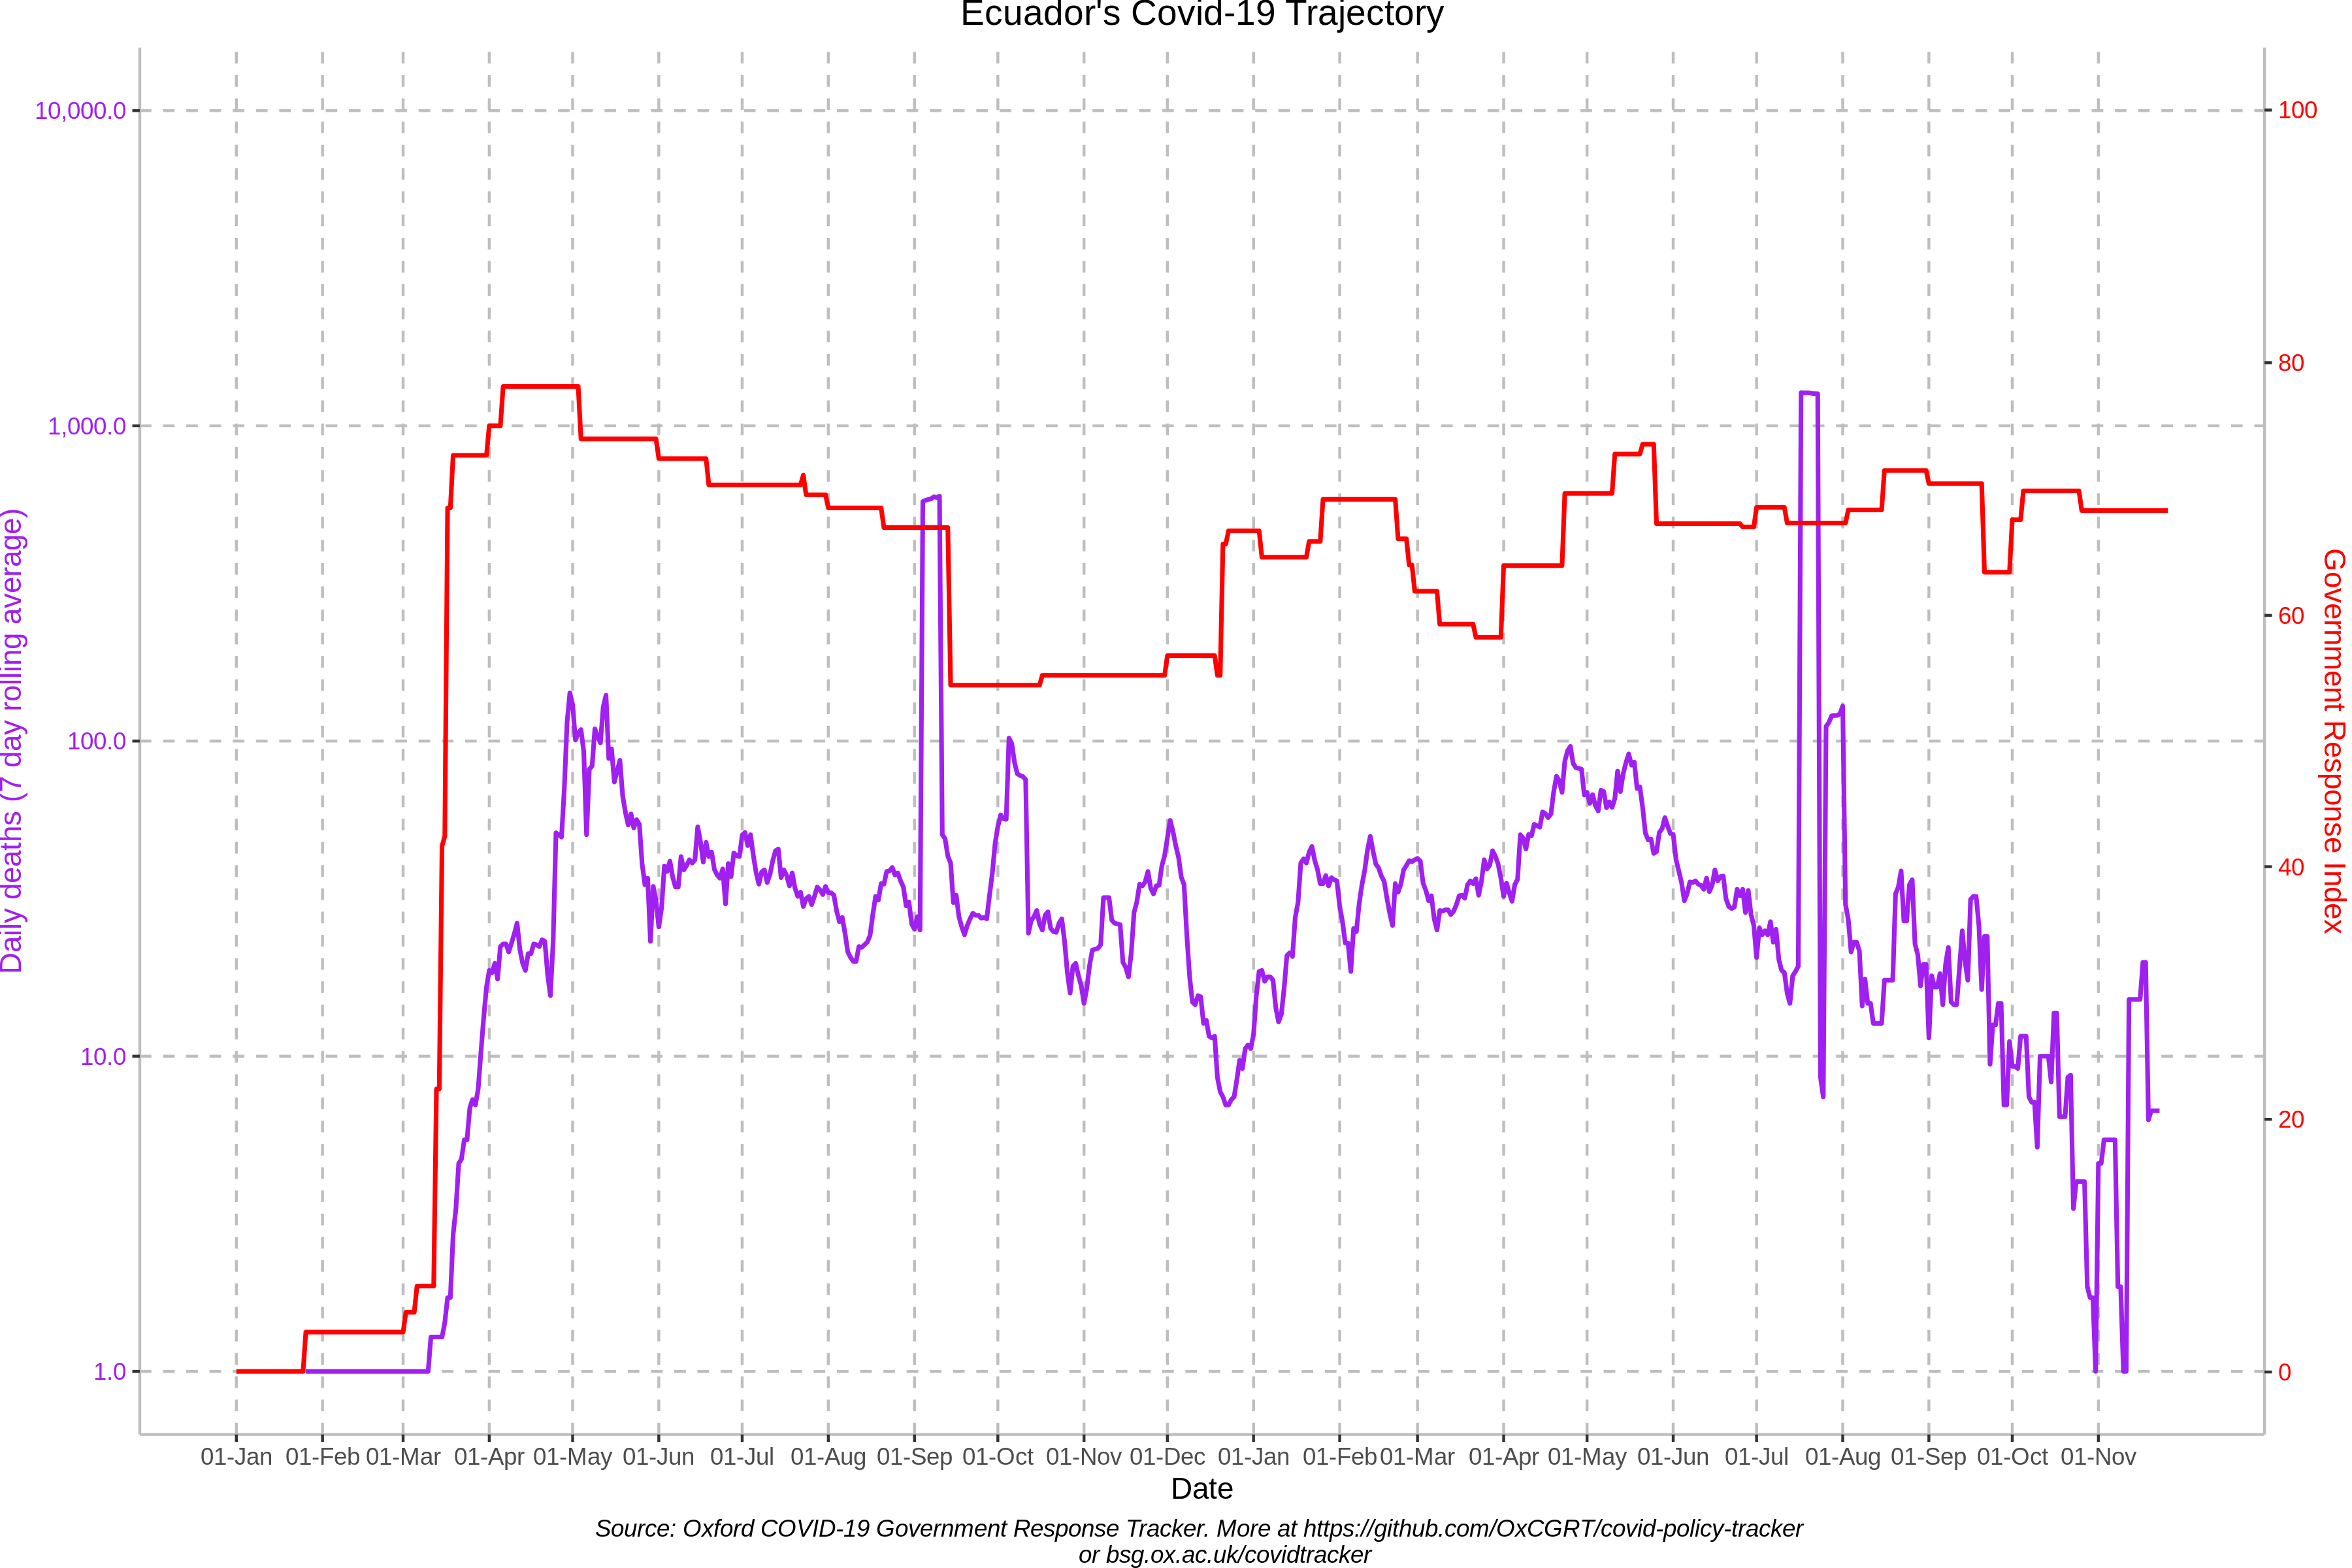 Ecuador's Covid-19 Trajectory
10,000.0
1,000.0
100.0
10.0
1.0
Daily deaths (7 day rolling average)
100
80
60
40
20
0
Government Response Index
01-Jan 01-Feb 01-Mar 01-Apr 01-May 01-Jun 01-Jul 01-Aug 01-Sep 01-Oct 01-Nov 01-Dec 01-Jan 01-Feb 01-Mar 01-Apr 01-May 01-Jun 01-Jul 01-Aug 01-Sep 01-Oct 01-Nov
Date
Source: Oxford COVID-19 Government Response Tracker. More at https://github.com/OxCGRT/covid-policy-tracker
or bsg.ox.ac.uk/covidtracker